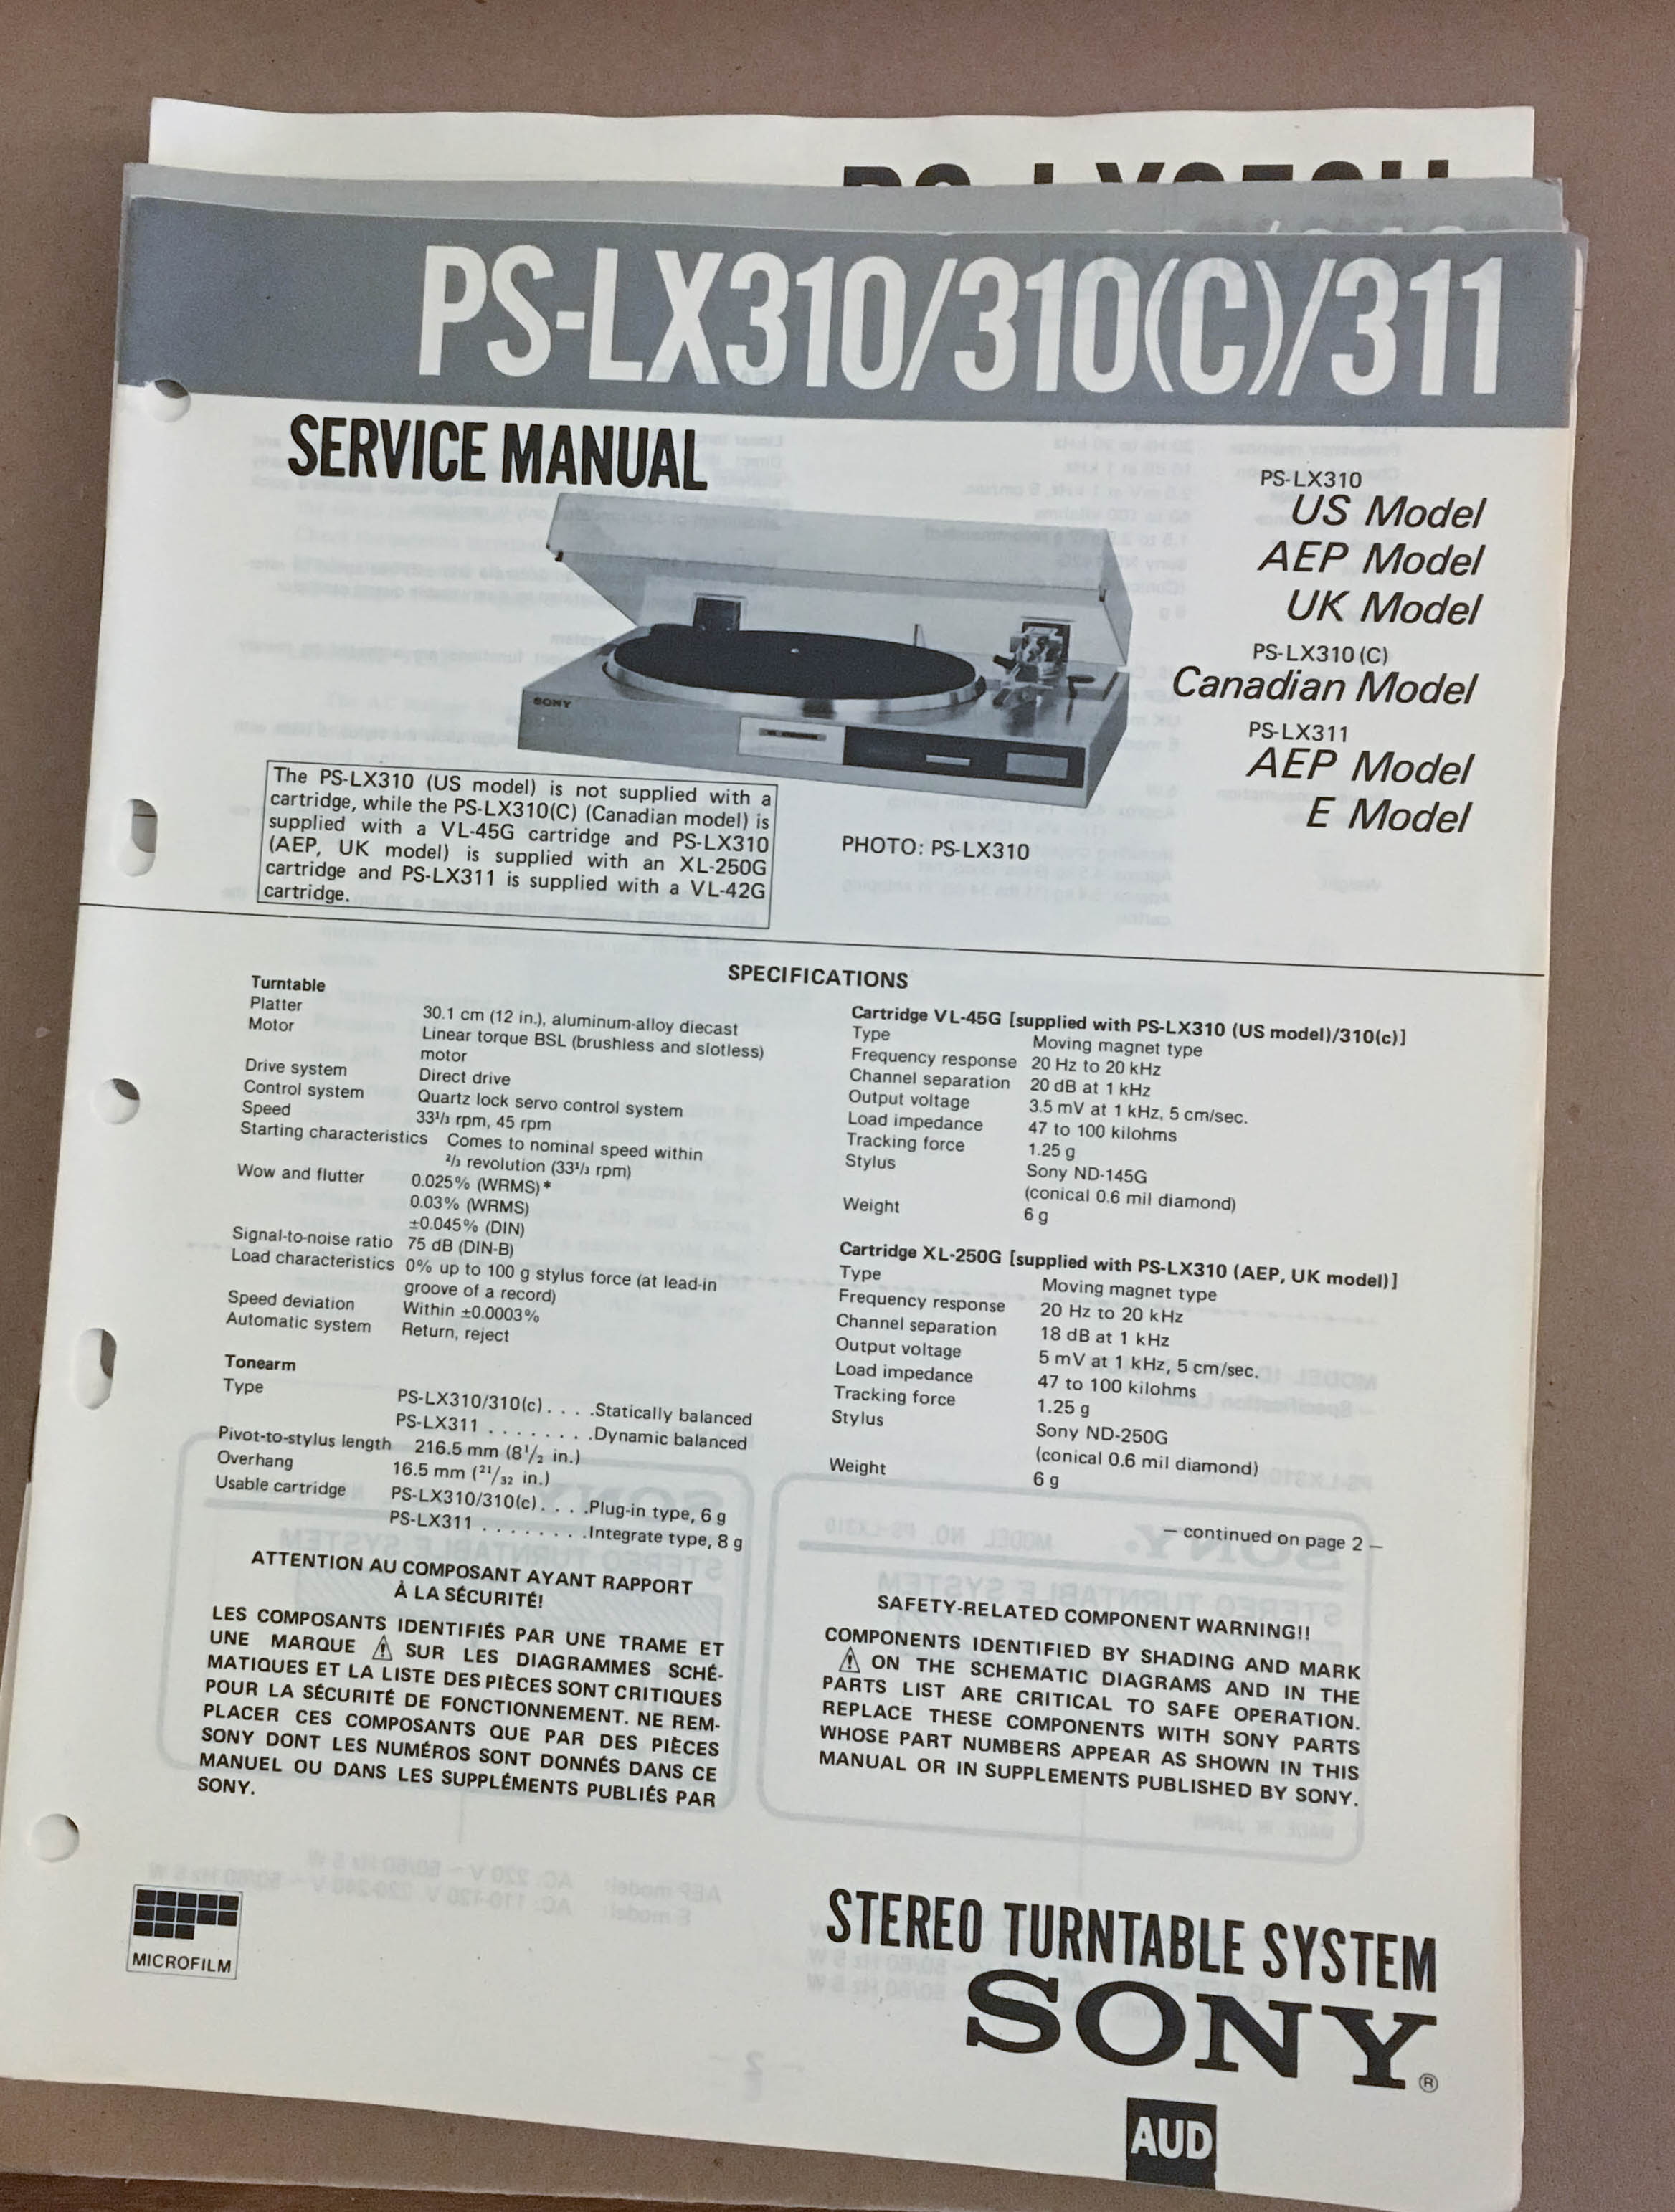 PS-LX310/310(C)/311
SERVICE MANUAL
PS-LX310
US Model
AEP Model
UK Model
PS-LX310 (C)
Canadian Model
PS-LX311
AEP Model
E Model
SONY
The PS-LX310 (US model) is not supplied with a
cartridge, while the PS-LX310(C) (Canadian model) is
supplied with a VL-45G cartridge and PS-LX310
(AEP, UK model) is supplied with an XL-250G
cartridge and PS-LX311 is supplied with a VL-42G
cartridge.
PHOTO: PS-LX310
SPECIFICATIONS
Turntable
Platter 30.1 cm (12 in.), aluminum-alloy diecast
Motor Linear torque BSL (brushless and slotless)
motor
Drive system Direct drive
Control system Quartz lock servo control system
Speed 33¹/₃ rpm, 45 rpm
Starting characteristics Comes to nominal speed within
²/₃ revolution (33¹/₃ rpm)
Wow and flutter 0.025% (WRMS)*
0.03% (WRMS)
±0.045% (DIN)
Signal-to-noise ratio 75 dB (DIN-B)
Load characteristics 0% up to 100 g stylus force (at lead-in
groove of a record)
Speed deviation Within ±0.0003%
Automatic system Return, reject
Tonearm
Type PS-LX310/310(c) . . . .Statically balanced
PS-LX311 . . . . . . . .Dynamic balanced
Pivot-to-stylus length 216.5 mm (8¹/₂ in.)
Overhang 16.5 mm (²¹/₃₂ in.)
Usable cartridge PS-LX310/310(c) . . . .Plug-in type, 6 g
PS-LX311 . . . . . . . .Integrate type, 8 g
Cartridge VL-45G [supplied with PS-LX310 (US model)/310(c)]
Type Moving magnet type
Frequency response 20 Hz to 20 kHz
Channel separation 20 dB at 1 kHz
Output voltage 3.5 mV at 1 kHz, 5 cm/sec.
Load impedance 47 to 100 kilohms
Tracking force 1.25 g
Stylus Sony ND-145G
(conical 0.6 mil diamond)
Weight 6 g
Cartridge XL-250G [supplied with PS-LX310 (AEP, UK model)]
Type Moving magnet type
Frequency response 20 Hz to 20 kHz
Channel separation 18 dB at 1 kHz
Output voltage 5 mV at 1 kHz, 5 cm/sec.
Load impedance 47 to 100 kilohms
Tracking force 1.25 g
Stylus Sony ND-250G
(conical 0.6 mil diamond)
Weight 6 g
— continued on page 2 —
ATTENTION AU COMPOSANT AYANT RAPPORT
À LA SÉCURITÉ!
LES COMPOSANTS IDENTIFIÉS PAR UNE TRAME ET
UNE MARQUE ⚠ SUR LES DIAGRAMMES SCHÉ-
MATIQUES ET LA LISTE DES PIÈCES SONT CRITIQUES
POUR LA SÉCURITÉ DE FONCTIONNEMENT. NE REM-
PLACER CES COMPOSANTS QUE PAR DES PIÈCES
SONY DONT LES NUMÉROS SONT DONNÉS DANS CE
MANUEL OU DANS LES SUPPLÉMENTS PUBLIÉS PAR
SONY.
SAFETY-RELATED COMPONENT WARNING!!
COMPONENTS IDENTIFIED BY SHADING AND MARK
⚠ ON THE SCHEMATIC DIAGRAMS AND IN THE
PARTS LIST ARE CRITICAL TO SAFE OPERATION.
REPLACE THESE COMPONENTS WITH SONY PARTS
WHOSE PART NUMBERS APPEAR AS SHOWN IN THIS
MANUAL OR IN SUPPLEMENTS PUBLISHED BY SONY.
MICROFILM
STEREO TURNTABLE SYSTEM
SONY®
AUD